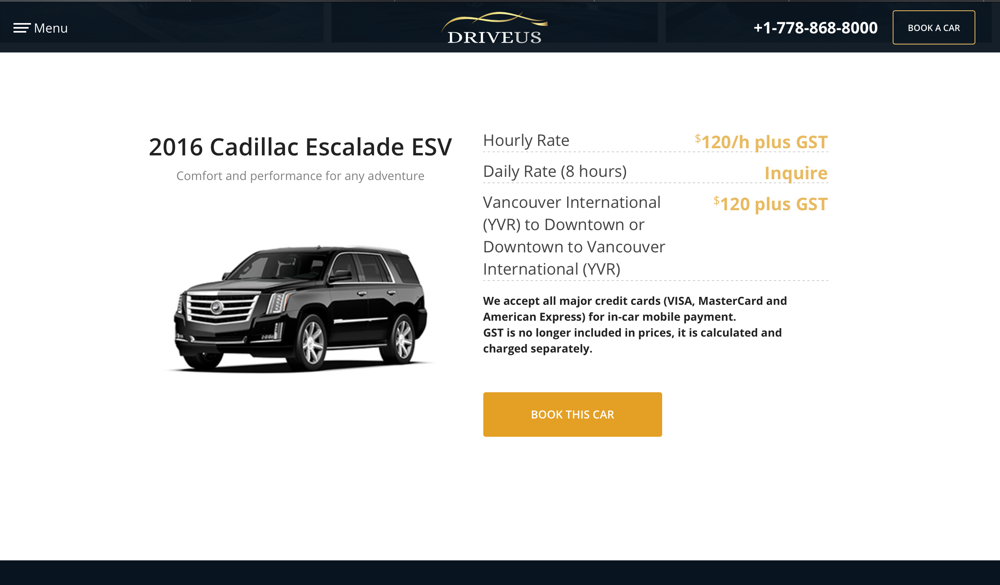 Menu
DRIVEUS
+1-778-868-8000
BOOK A CAR
2016 Cadillac Escalade ESV
Comfort and performance for any adventure
Hourly Rate
$120/h plus GST
Daily Rate (8 hours)
Inquire
Vancouver International
(YVR) to Downtown or
Downtown to Vancouver
International (YVR)
$120 plus GST
We accept all major credit cards (VISA, MasterCard and
American Express) for in-car mobile payment.
GST is no longer included in prices, it is calculated and
charged separately.
BOOK THIS CAR